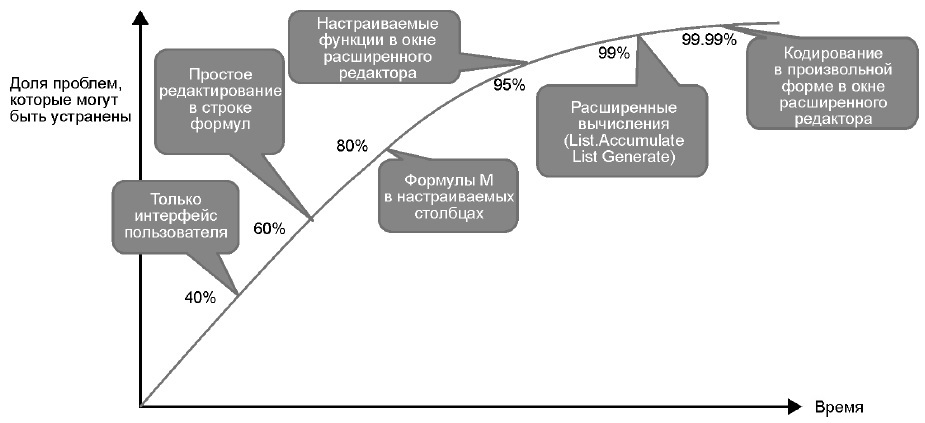 Доля проблем,
которые могут
быть устранены
Только
интерфейс
пользователя
40%
Простое
редактирование
в строке
формул
60%
Формулы M
в настраиваемых
столбцах
80%
Настраиваемые
функции в окне
расширенного
редактора
95%
Расширенные
вычисления
(List.Accumulate
List Generate)
99%
Кодирование
в произвольной
форме в окне
расширенного
редактора
99.99%
Время